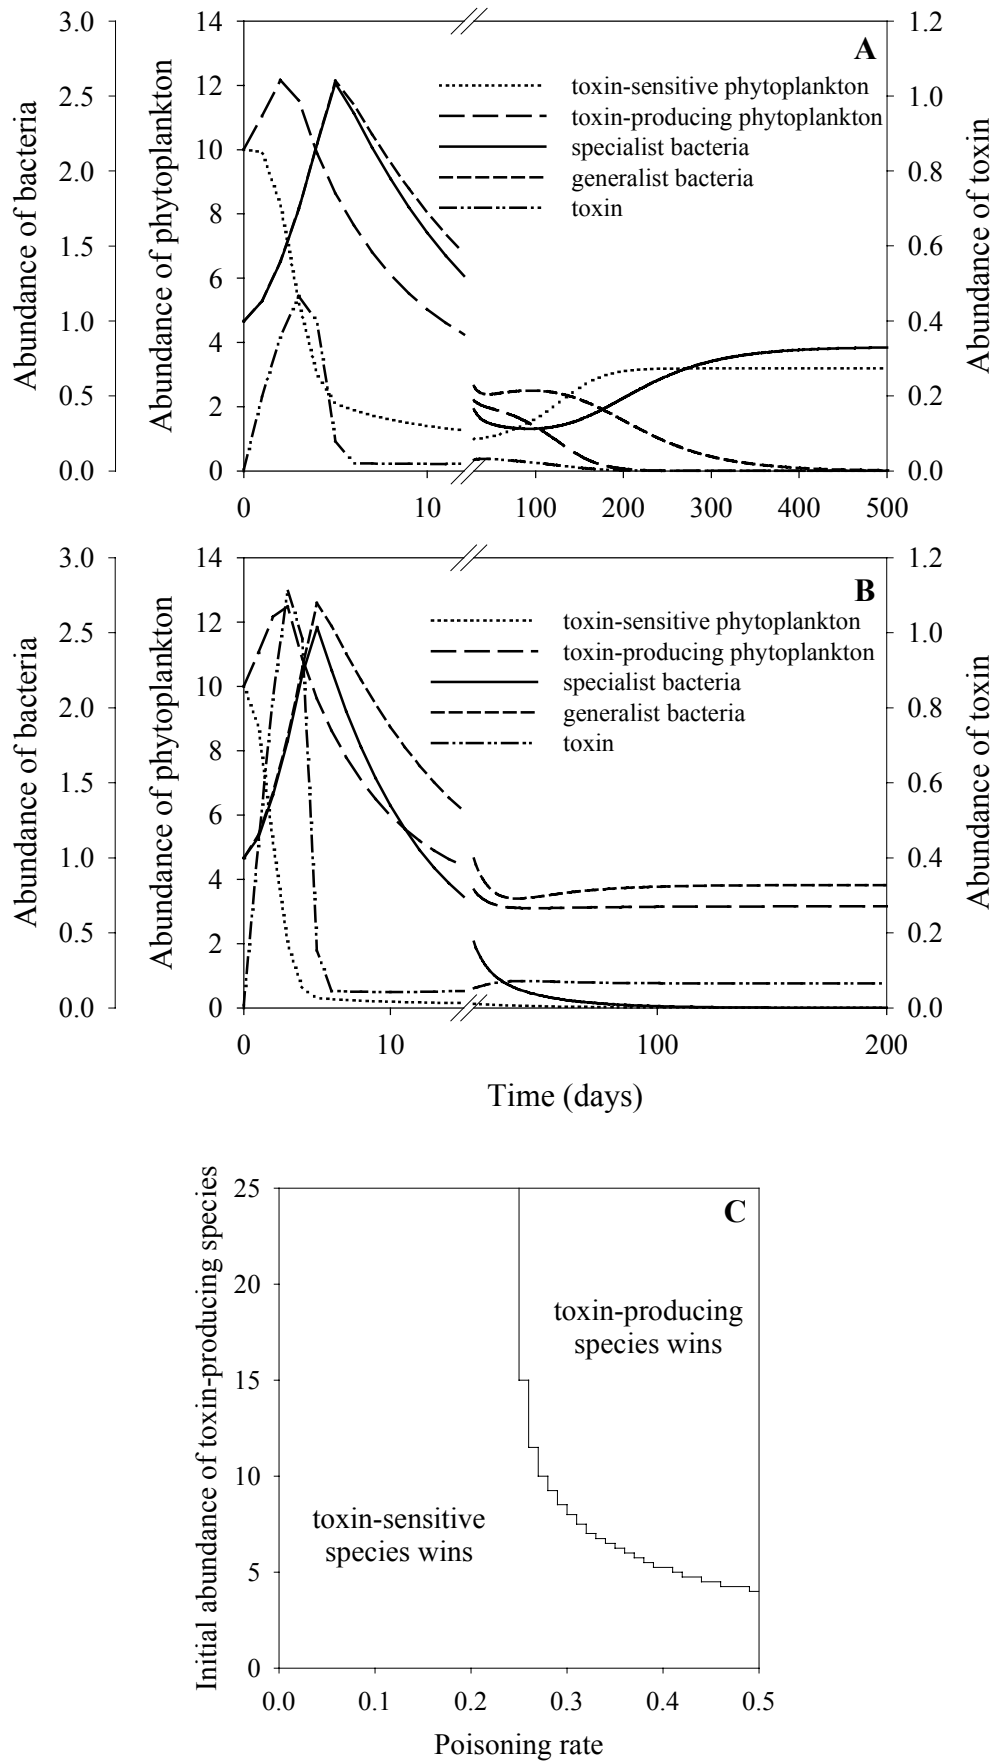 3.0
2.5
2.0
1.5
1.0
0.5
0.0
Abundance of bacteria
14
12
10
8
6
4
2
0
Abundance of phytoplankton
A
toxin-sensitive phytoplankton
toxin-producing phytoplankton
specialist bacteria
generalist bacteria
toxin
1.2
1.0
0.8
0.6
0.4
0.2
0.0
Abundance of toxin
0 10 100 200 300 400 500
3.0
2.5
2.0
1.5
1.0
0.5
0.0
Abundance of bacteria
14
12
10
8
6
4
2
0
Abundance of phytoplankton
B
toxin-sensitive phytoplankton
toxin-producing phytoplankton
specialist bacteria
generalist bacteria
toxin
1.2
1.0
0.8
0.6
0.4
0.2
0.0
Abundance of toxin
0 10 100 200
Time (days)
Initial abundance of toxin-producing species
25
20
15
10
5
0
C
toxin-producing
species wins
toxin-sensitive
species wins
0.0 0.1 0.2 0.3 0.4 0.5
Poisoning rate